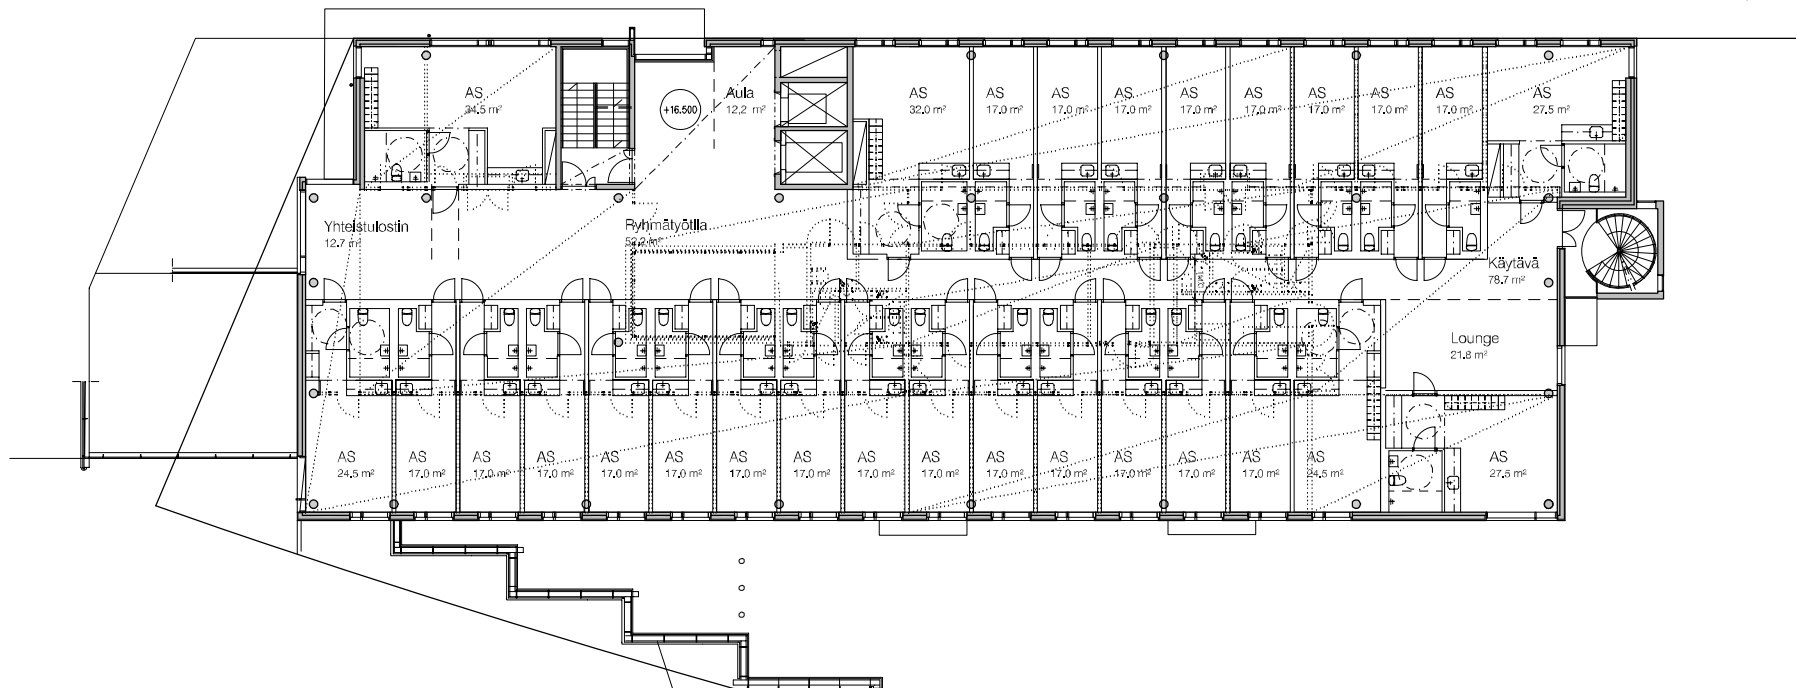 AS
34.5 m²
+16.500
Aula
12,2 m²
AS
32.0 m²
AS
17.0 m²
AS
17.0 m²
AS
17.0 m²
AS
17.0 m²
AS
17.0 m²
AS
17.0 m²
AS
17.0 m²
AS
17.0 m²
AS
27.5 m²
Yhteistulostin
12.7 m²
Ryhmätyötila
Käytävä
78.7 m²
Lounge
21.8 m²
AS
24,5 m²
AS
17.0 m²
AS
17.0 m²
AS
17.0 m²
AS
17.0 m²
AS
17.0 m²
AS
17.0 m²
AS
17.0 m²
AS
17.0 m²
AS
17.0 m²
AS
17.0 m²
AS
17.0 m²
AS
17.0 m²
AS
17.0 m²
AS
17.0 m²
AS
24.5 m²
AS
27.5 m²